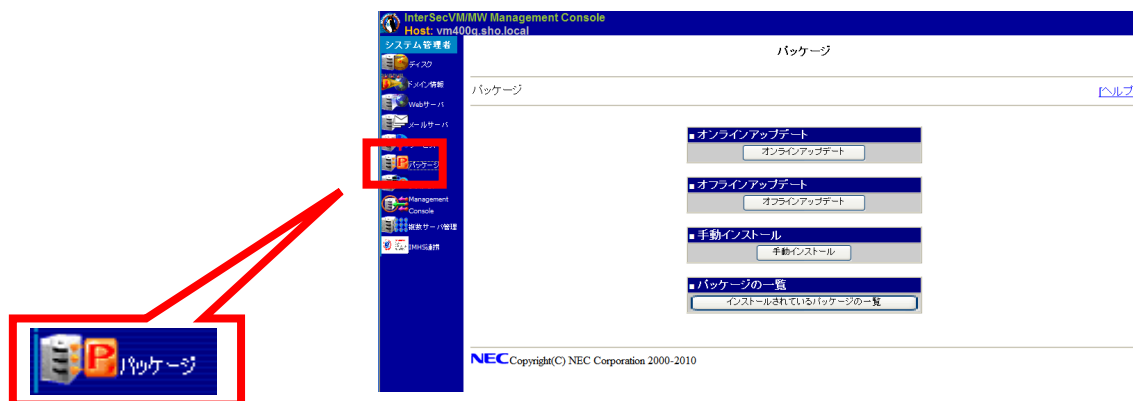 InterSecVM/MW Management Console
Host: vm400g.sho.local
システム管理者
ディスク
ドメイン情報
Webサーバ
メールサーバ
パッケージ
Management
Console
複数サーバ管理
IMHS連携
パッケージ
パッケージ
[ヘルプ
■オンラインアップデート
オンラインアップデート
■オフラインアップデート
オフラインアップデート
■手動インストール
手動インストール
■パッケージの一覧
インストールされているパッケージの一覧
NEC Copyright(C) NEC Corporation 2000-2010
パッケージ